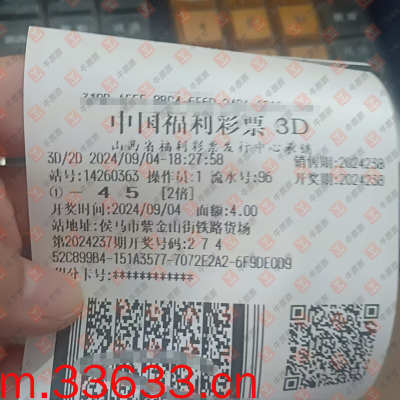 中国福利彩票 3D
山西省福利彩票发行中心承销
3D/2D 2024/09/04-18:27:58 销售期:2024238
站号:14260363 操作员:1 流水号:96 开奖期:2024238
①— 4 5 [2倍]
开奖时间:2024/09/04 面额:4.00
站地址:侯马市紫金山街铁路货场
第2024237期开奖号码:2 7 4
52C899B4-151A3577-7072E2A2-6F9DE0D9
积分卡号:************
m.33633.cn